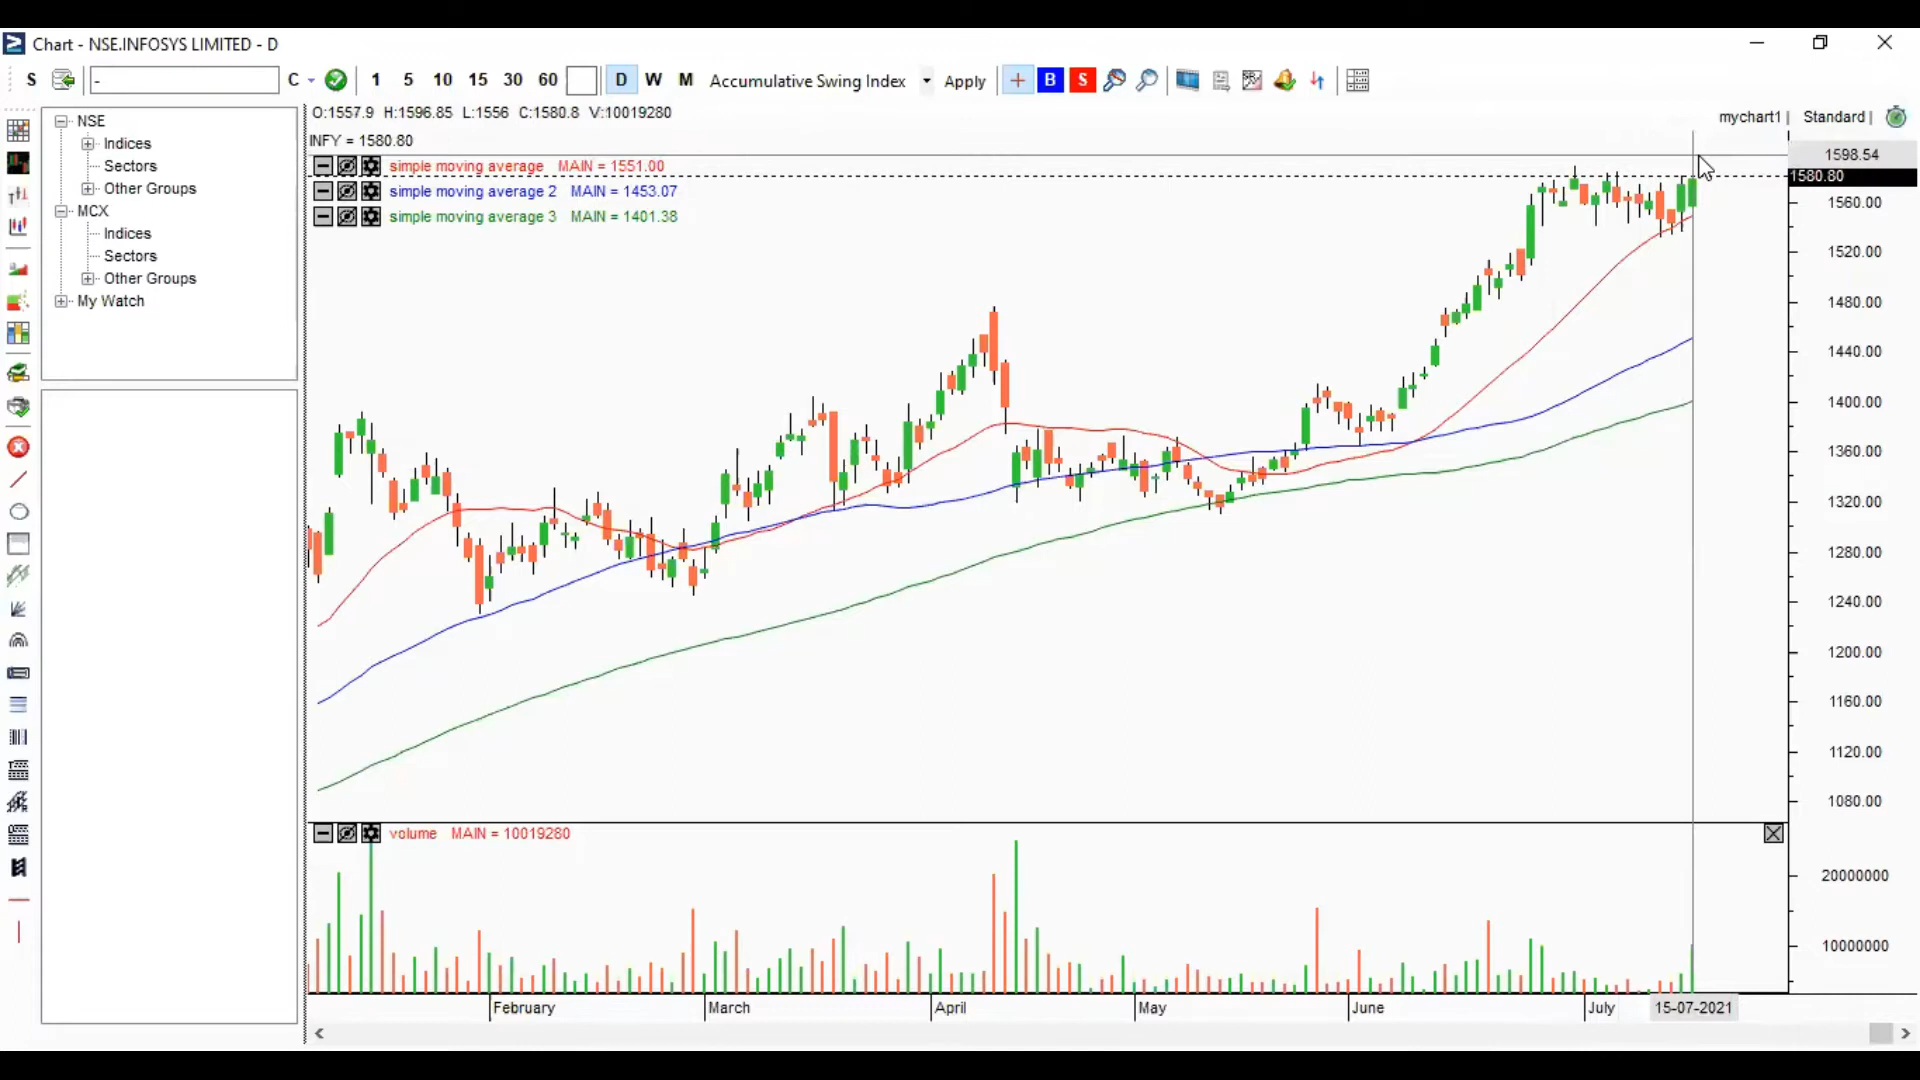 Chart - NSE.INFOSYS LIMITED - D
S - C 1 5 10 15 30 60 D W M Accumulative Swing Index Apply B S
O:1557.9 H:1596.85 L:1556 C:1580.8 V:10019280
mychart1 | Standard |
INFY = 1580.80
NSE
Indices
Sectors
Other Groups
MCX
Indices
Sectors
Other Groups
My Watch
simple moving average MAIN = 1551.00
simple moving average 2 MAIN = 1453.07
simple moving average 3 MAIN = 1401.38
1598.54
1580.80
1560.00
1520.00
1480.00
1440.00
1400.00
1360.00
1320.00
1280.00
1240.00
1200.00
1160.00
1120.00
1080.00
volume MAIN = 10019280
20000000
10000000
February March April May June July 15-07-2021